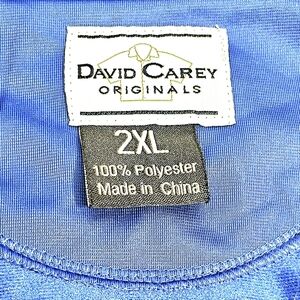 DAVID CAREY
ORIGINALS
2XL
100% Polyester
Made in China